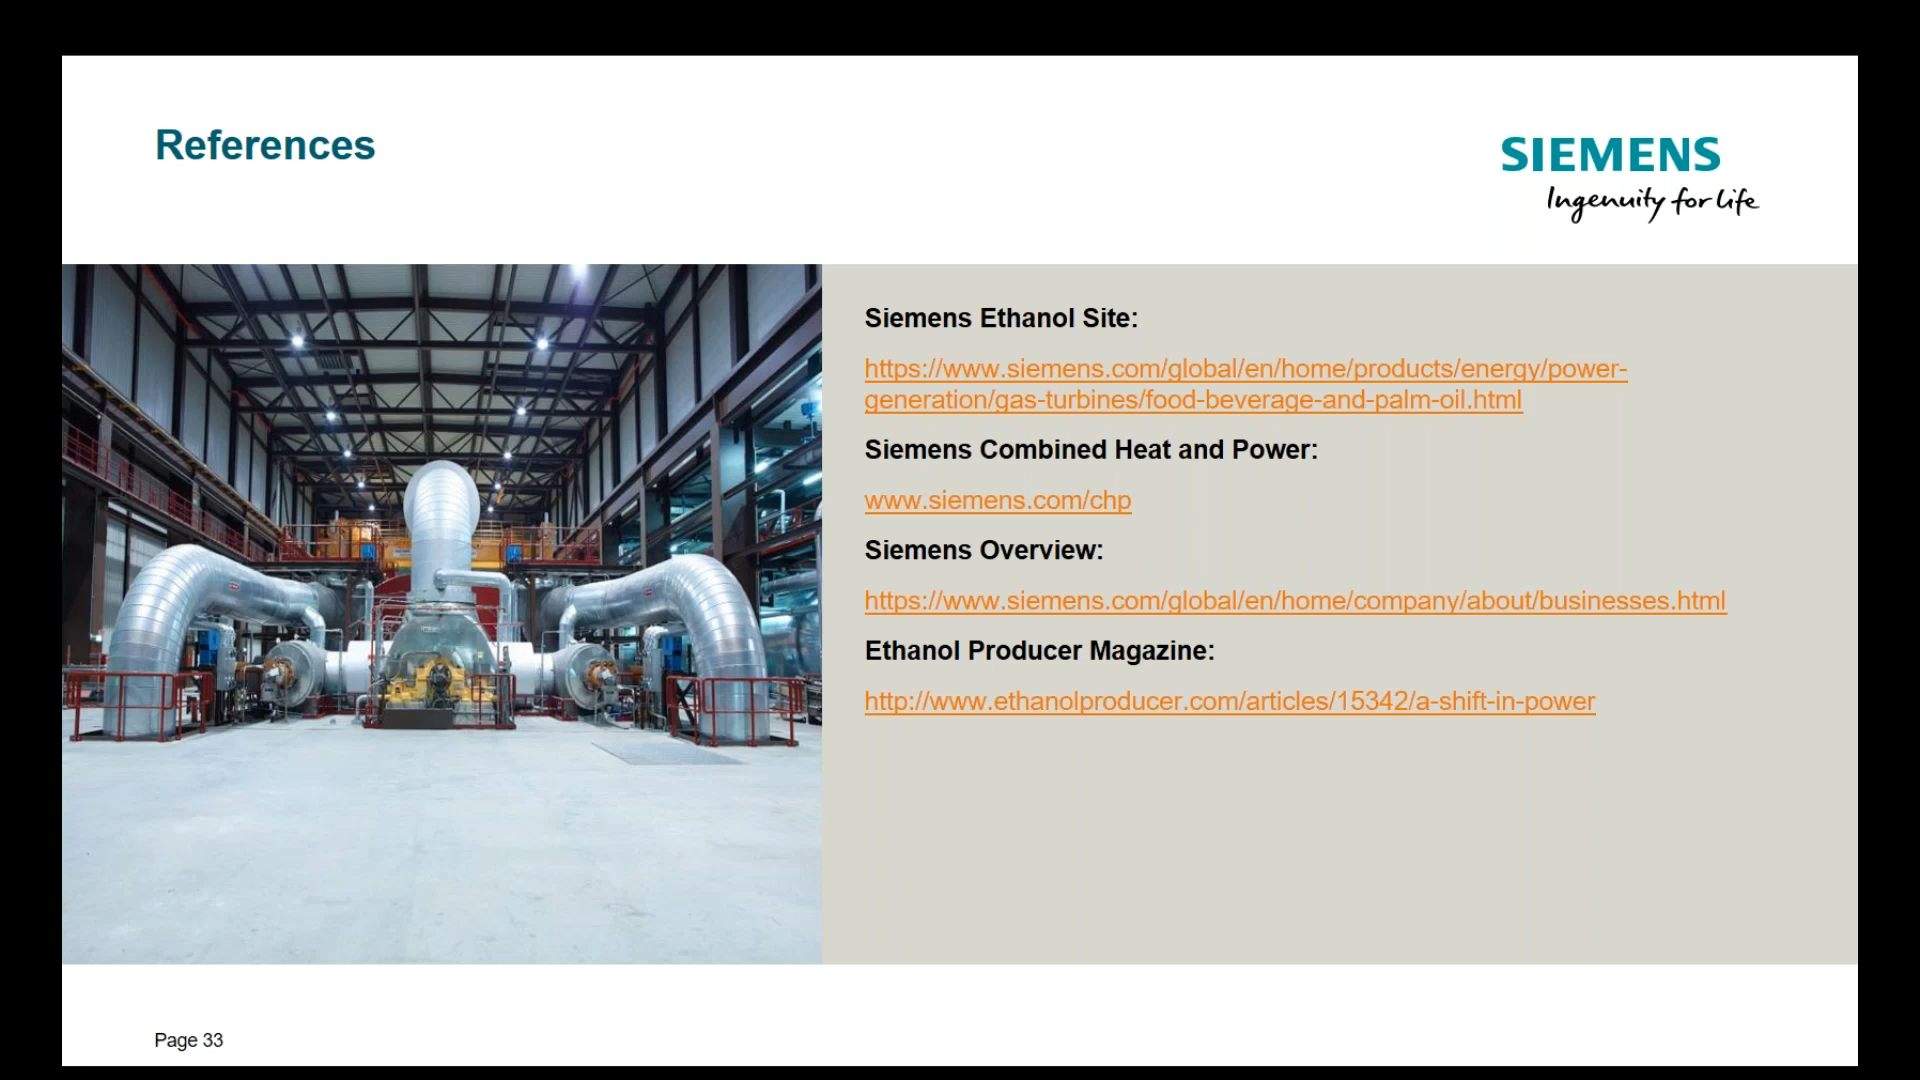 References
SIEMENS
Ingenuity for life
Siemens Ethanol Site:
https://www.siemens.com/global/en/home/products/energy/power-
generation/gas-turbines/food-beverage-and-palm-oil.html
Siemens Combined Heat and Power:
www.siemens.com/chp
Siemens Overview:
https://www.siemens.com/global/en/home/company/about/businesses.html
Ethanol Producer Magazine:
http://www.ethanolproducer.com/articles/15342/a-shift-in-power
Page 33